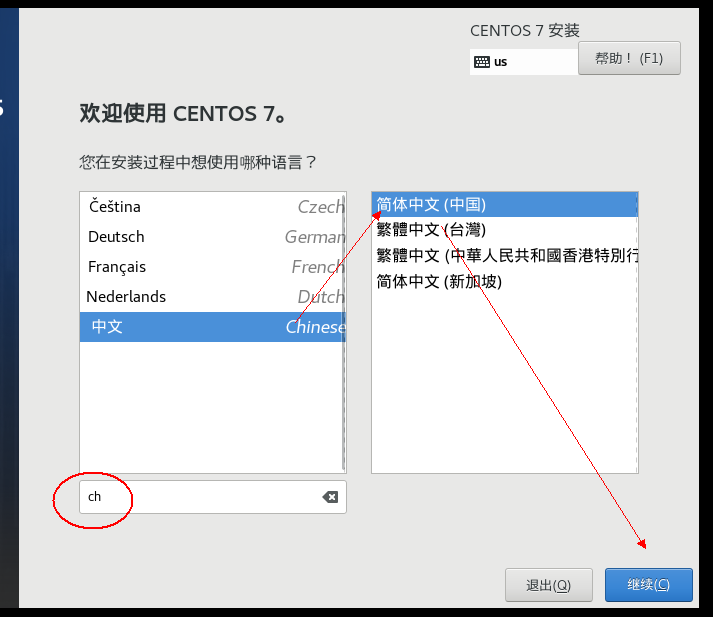 CENTOS 7 安装
us
帮助！ (F1)
欢迎使用 CENTOS 7。
您在安装过程中想使用哪种语言？
Čeština Czech
Deutsch German
Français French
Nederlands Dutch
中文 Chinese
简体中文 (中国)
繁體中文 (台灣)
繁體中文 (中華人民共和國香港特別行
简体中文 (新加坡)
ch
退出(Q)
继续(C)